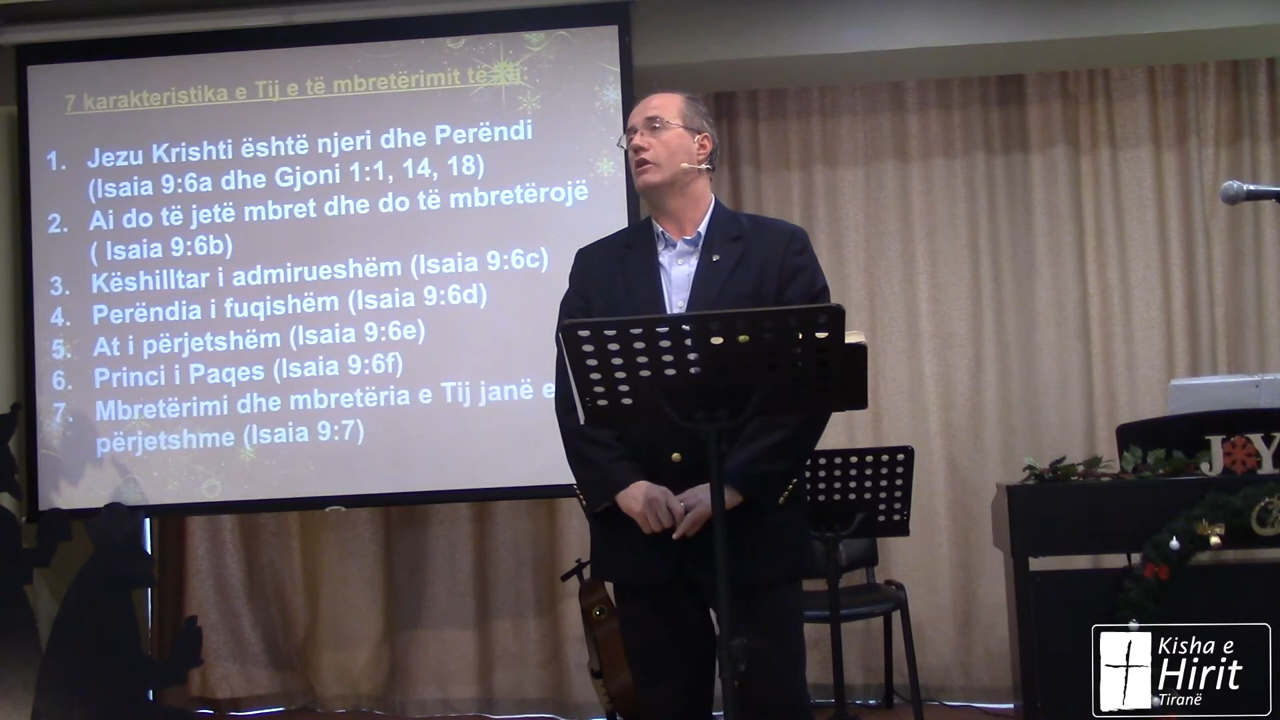 7 karakteristika e Tij e të mbretërimit të
1. Jezu Krishti është njeri dhe Perëndi
(Isaia 9:6a dhe Gjoni 1:1, 14, 18)
2. Ai do të jetë mbret dhe do të mbretërojë
( Isaia 9:6b)
3. Këshilltar i admirueshëm (Isaia 9:6c)
4. Perëndia i fuqishëm (Isaia 9:6d)
5. At i përjetshëm (Isaia 9:6e)
6. Princi i Paqes (Isaia 9:6f)
7. Mbretërimi dhe mbretëria e Tij janë e
përjetshme (Isaia 9:7)
JOY
Kisha e
Hirit
Tiranë